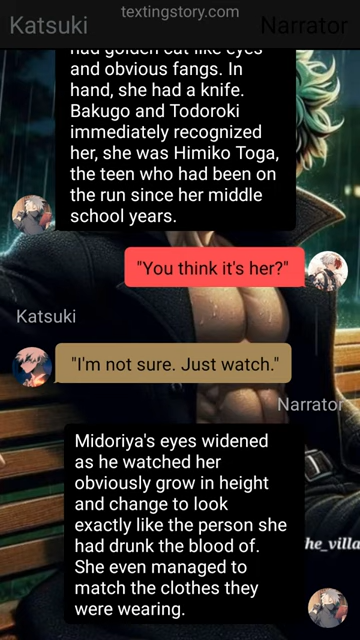 textingstory.com
Katsuki
Narrator
had golden cat like eyes
and obvious fangs. In
hand, she had a knife.
Bakugo and Todoroki
immediately recognized
her, she was Himiko Toga,
the teen who had been on
the run since her middle
school years.
"You think it's her?"
Katsuki
"I'm not sure. Just watch."
Narrator
Midoriya's eyes widened
as he watched her
obviously grow in height
and change to look
exactly like the person she
had drunk the blood of.
She even managed to
match the clothes they
were wearing.
he_villa